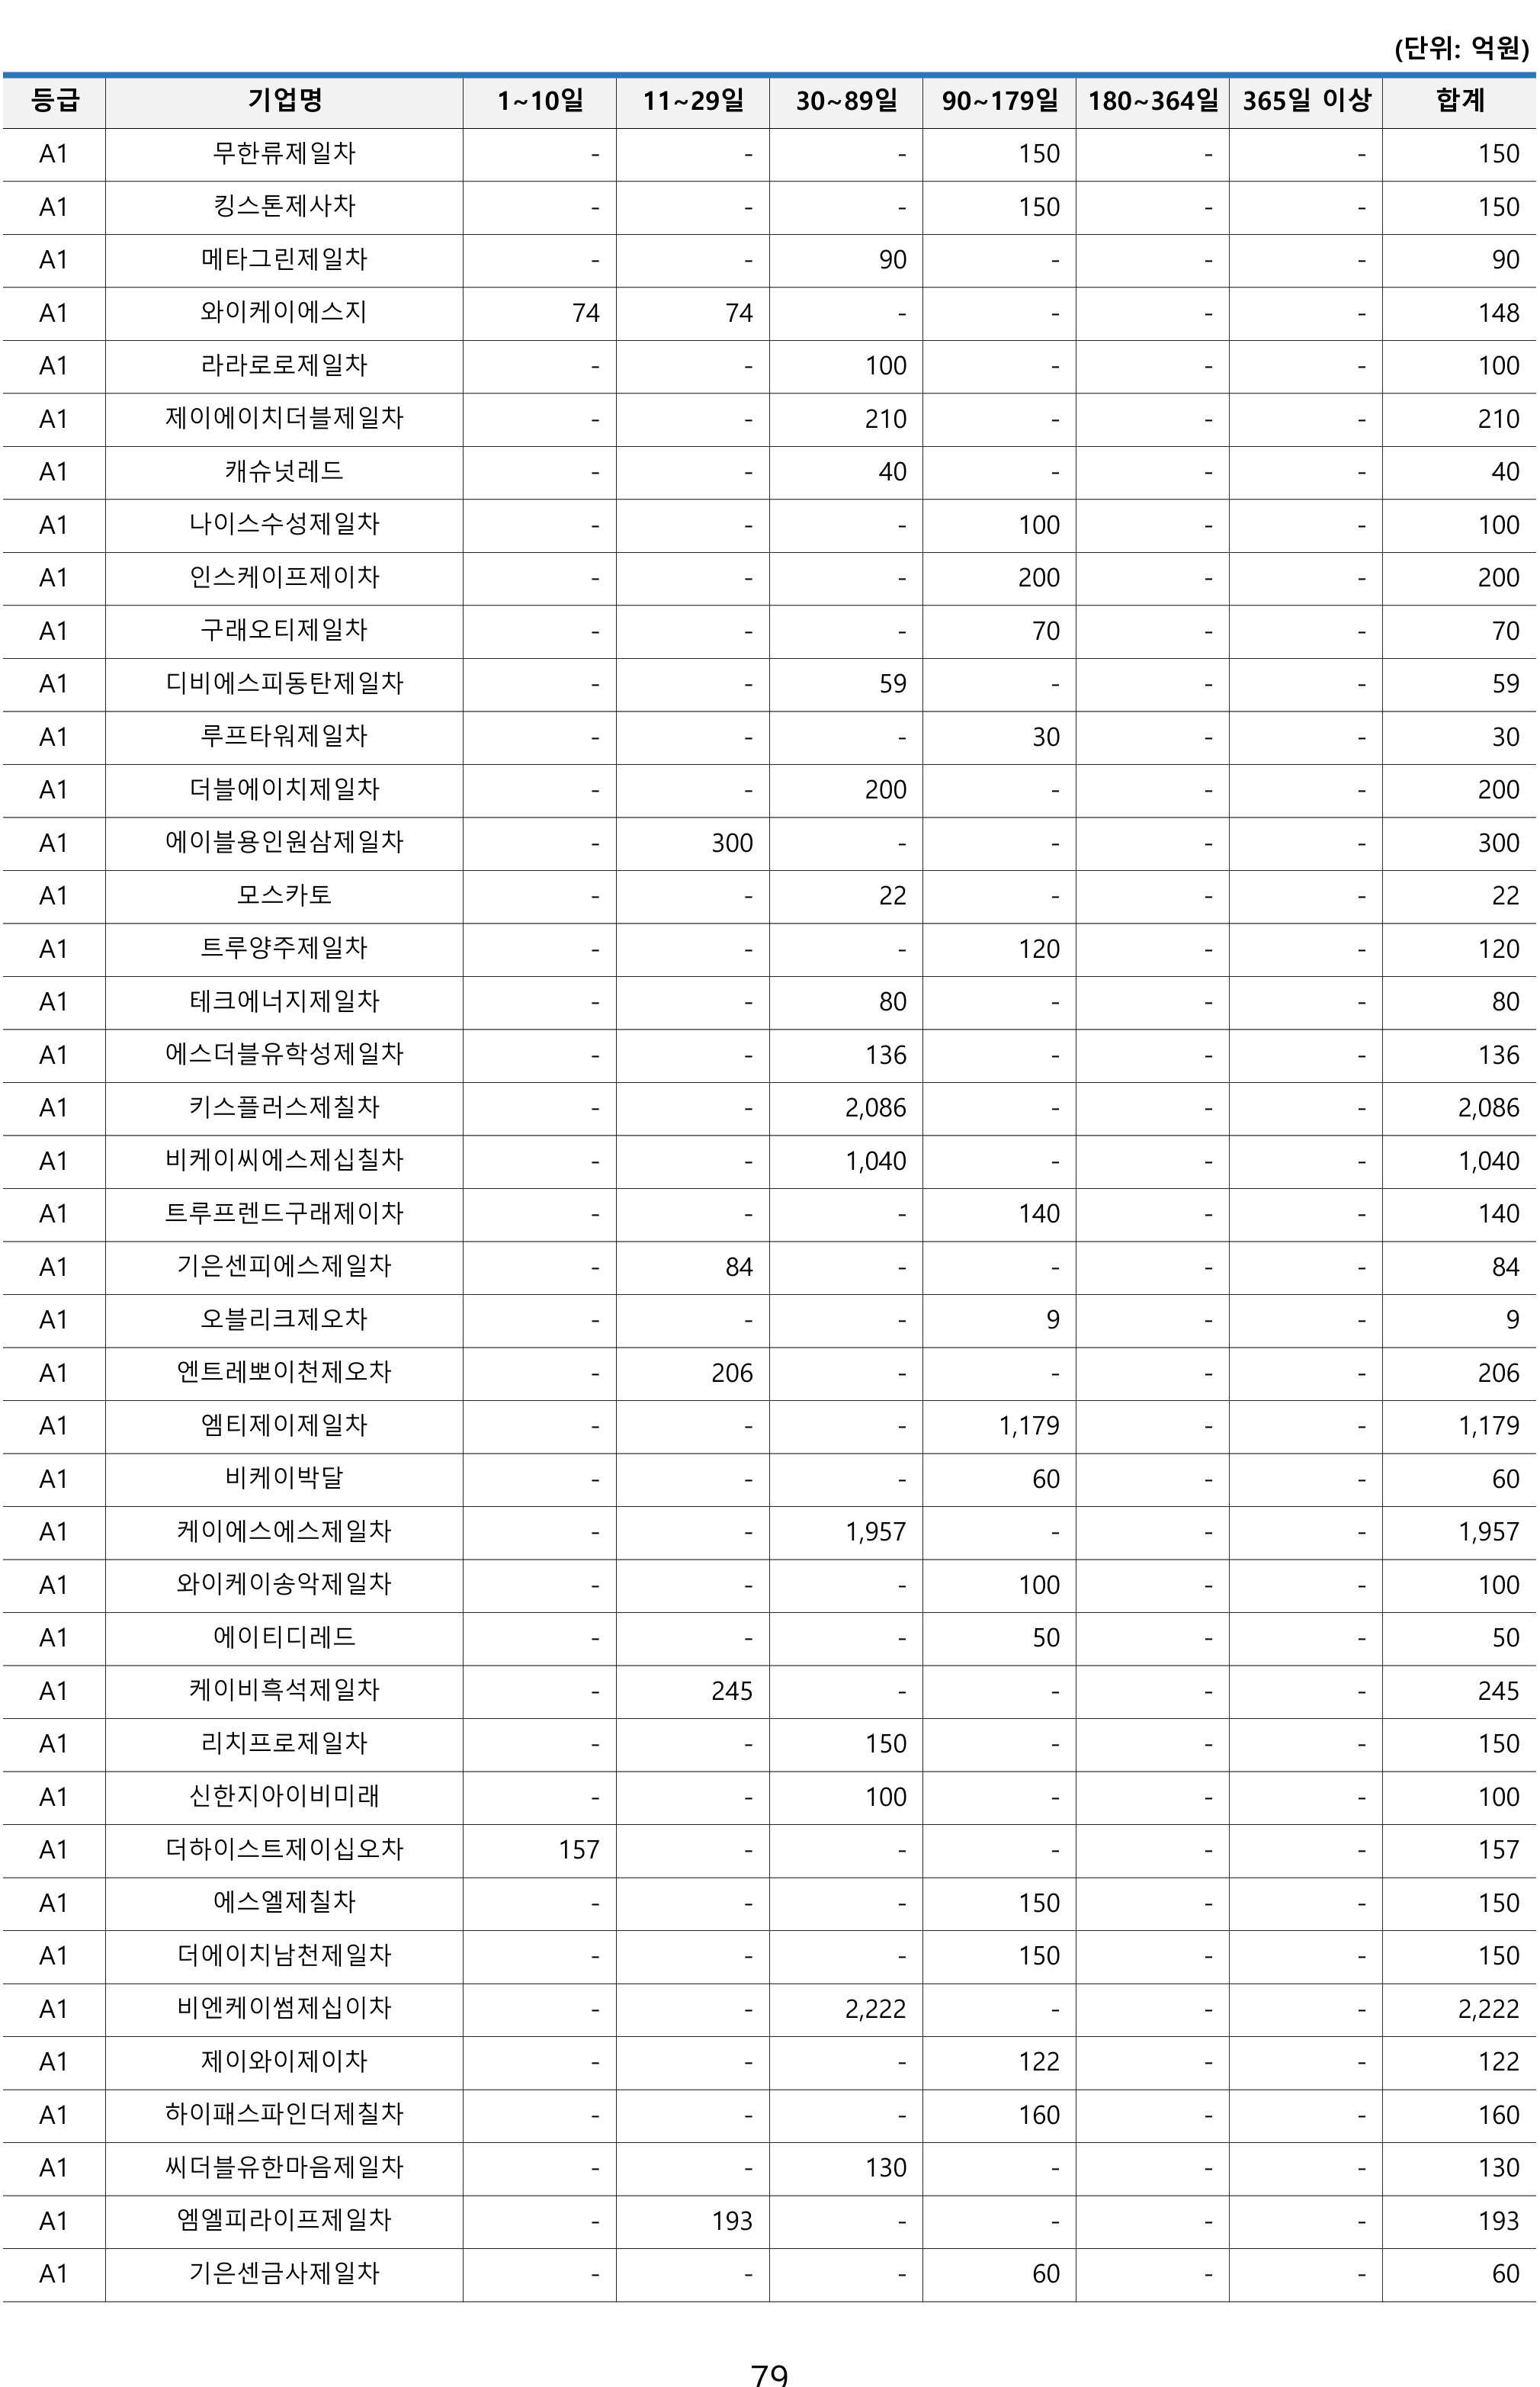 (단위: 억원)
등급 기업명 1~10일 11~29일 30~89일 90~179일 180~364일 365일 이상 합계
A1 무한류제일차 - - - 150 - - 150
A1 킹스톤제사차 - - - 150 - - 150
A1 메타그린제일차 - - 90 - - - 90
A1 와이케이에스지 74 74 - - - - 148
A1 라라로로제일차 - - 100 - - - 100
A1 제이에이치더블제일차 - - 210 - - - 210
A1 캐슈넛레드 - - 40 - - - 40
A1 나이스수성제일차 - - - 100 - - 100
A1 인스케이프제이차 - - - 200 - - 200
A1 구래오티제일차 - - - 70 - - 70
A1 디비에스피동탄제일차 - - 59 - - - 59
A1 루프타워제일차 - - - 30 - - 30
A1 더블에이치제일차 - - 200 - - - 200
A1 에이블용인원삼제일차 - 300 - - - - 300
A1 모스카토 - - 22 - - - 22
A1 트루양주제일차 - - - 120 - - 120
A1 테크에너지제일차 - - 80 - - - 80
A1 에스더블유학성제일차 - - 136 - - - 136
A1 키스플러스제칠차 - - 2,086 - - - 2,086
A1 비케이씨에스제십칠차 - - 1,040 - - - 1,040
A1 트루프렌드구래제이차 - - - 140 - - 140
A1 기은센피에스제일차 - 84 - - - - 84
A1 오블리크제오차 - - - 9 - - 9
A1 엔트레뽀이천제오차 - 206 - - - - 206
A1 엠티제이제일차 - - - 1,179 - - 1,179
A1 비케이박달 - - - 60 - - 60
A1 케이에스에스제일차 - - 1,957 - - - 1,957
A1 와이케이송악제일차 - - - 100 - - 100
A1 에이티디레드 - - - 50 - - 50
A1 케이비흑석제일차 - 245 - - - - 245
A1 리치프로제일차 - - 150 - - - 150
A1 신한지아이비미래 - - 100 - - - 100
A1 더하이스트제이십오차 157 - - - - - 157
A1 에스엘제칠차 - - - 150 - - 150
A1 더에이치남천제일차 - - - 150 - - 150
A1 비엔케이썸제십이차 - - 2,222 - - - 2,222
A1 제이와이제이차 - - - 122 - - 122
A1 하이패스파인더제칠차 - - - 160 - - 160
A1 씨더블유한마음제일차 - - 130 - - - 130
A1 엠엘피라이프제일차 - 193 - - - - 193
A1 기은센금사제일차 - - - 60 - - 60
79